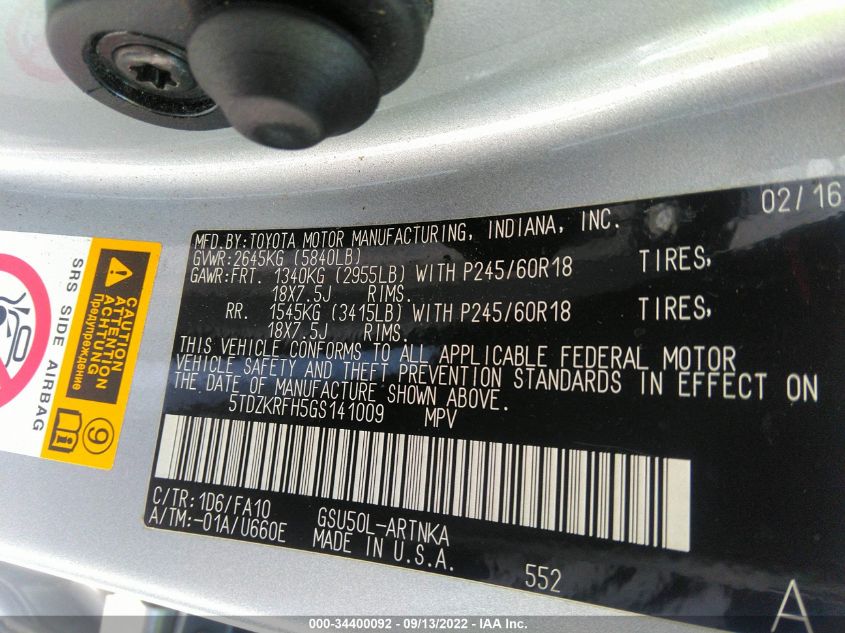 02/16
MFD.BY:TOYOTA MOTOR MANUFACTURING, INDIANA, INC.
GVWR:2645KG (5840LB)
GAWR:FRT. 1340KG (2955LB) WITH P245/60R18 TIRES,
18X7.5J RIMS.
RR. 1545KG (3415LB) WITH P245/60R18 TIRES,
18X7.5J RIMS.
THIS VEHICLE CONFORMS TO ALL APPLICABLE FEDERAL MOTOR
VEHICLE SAFETY AND THEFT PREVENTION STANDARDS IN EFFECT ON
THE DATE OF MANUFACTURE SHOWN ABOVE.
5TDZKRFH5GS141009 MPV
C/TR:1D6/FA10
A/TM:-01A/U660E
GSU50L-ARTNKA
MADE IN U.S.A.
552
A
SRS SIDE AIRBAG
CAUTION
ATTENTION
ACHTUNG
Предупреждение
9
000-34400092 - 09/13/2022 - IAA Inc.